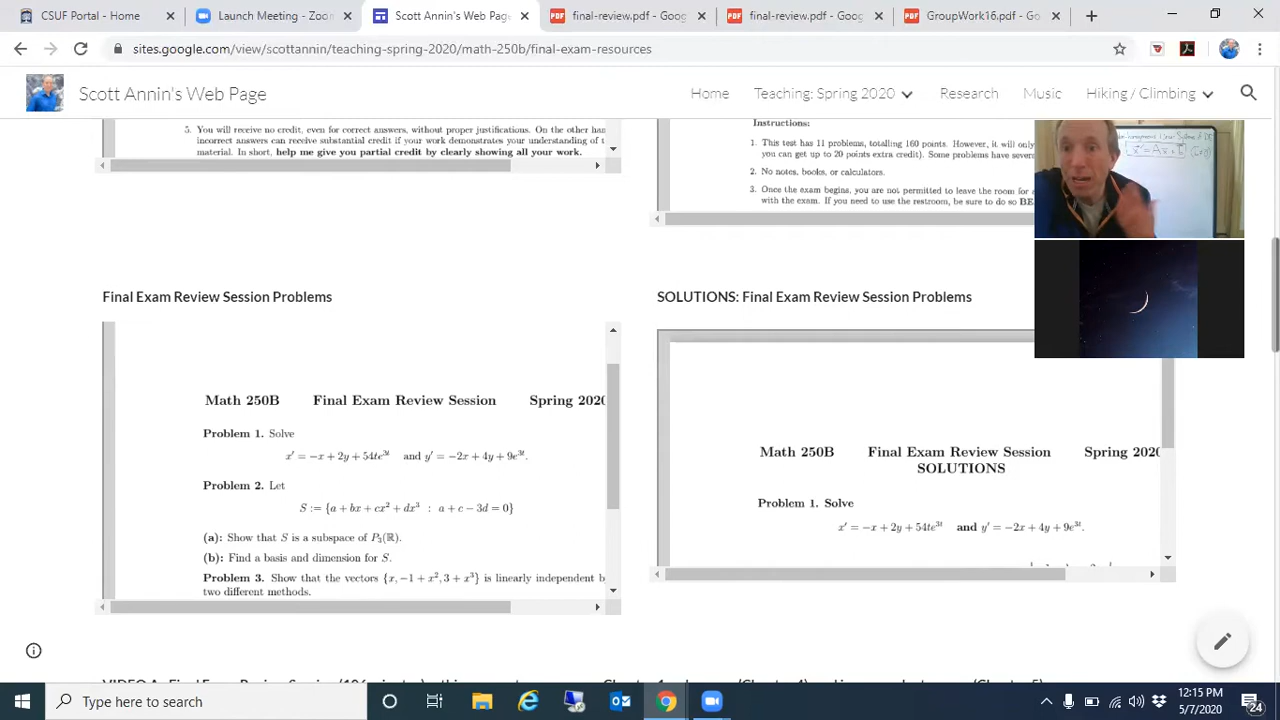 CSUF Home : Portal
Launch Meeting - Zoom
Scott Annin's Web Page
final-review.pdf - Goog
Final-review.pdf - Goog
GroupWork16.pdf - Goo
sites.google.com/view/scottannin/teaching-spring-2020/math-250b/final-exam-resources
Scott Annin's Web Page
Home
Teaching: Spring 2020
Research
Music
Hiking / Climbing
5. You will receive no credit, even for correct answers, without proper justifications. On the other han
incorrect answers can receive substantial credit if your work demonstrates your understanding of t
material. In short, help me give you partial credit by clearly showing all your work.
Instructions:
1. This test has 11 problems, totalling 160 points. However, it will only
you can get up to 20 points extra credit). Some problems have sever
2. No notes, books, or calculators.
3. Once the exam begins, you are not permitted to leave the room for
with the exam. If you need to use the restroom, be sure to do so BE
Final Exam Review Session Problems
Math 250B Final Exam Review Session Spring 2020
Problem 1. Solve
x′ = −x + 2y + 54te^{3t} and y′ = −2x + 4y + 9e^{3t}.
Problem 2. Let
S := {a + bx + cx² + dx³ : a + c − 3d = 0}
(a): Show that S is a subspace of P₃(ℝ).
(b): Find a basis and dimension for S.
Problem 3. Show that the vectors {x, −1 + x², 3 + x³} is linearly independent b
two different methods.
SOLUTIONS: Final Exam Review Session Problems
Math 250B Final Exam Review Session Spring 2020
SOLUTIONS
Problem 1. Solve
x′ = −x + 2y + 54te^{3t} and y′ = −2x + 4y + 9e^{3t}.
Type here to search
12:15 PM
5/7/2020
24